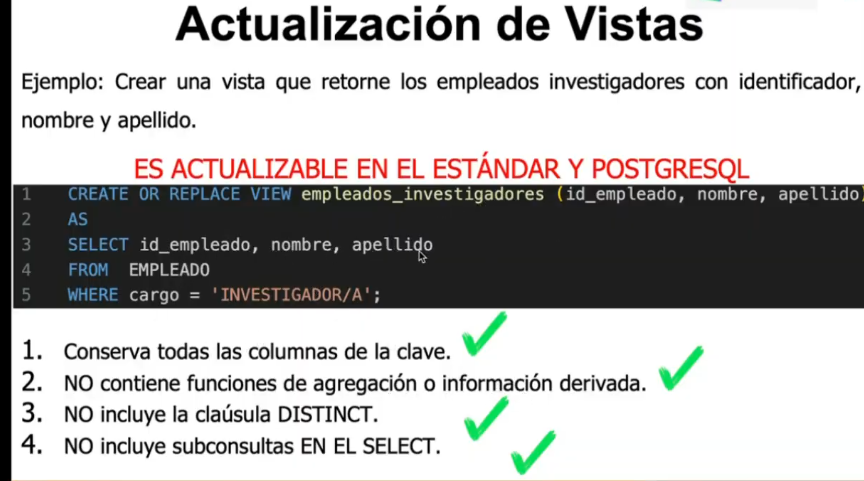 Actualización de Vistas
Ejemplo: Crear una vista que retorne los empleados investigadores con identificador,
nombre y apellido.
ES ACTUALIZABLE EN EL ESTÁNDAR Y POSTGRESQL
1 CREATE OR REPLACE VIEW empleados_investigadores (id_empleado, nombre, apellido)
2 AS
3 SELECT id_empleado, nombre, apellido
4 FROM EMPLEADO
5 WHERE cargo = 'INVESTIGADOR/A';
1. Conserva todas las columnas de la clave.
2. NO contiene funciones de agregación o información derivada.
3. NO incluye la claúsula DISTINCT.
4. NO incluye subconsultas EN EL SELECT.